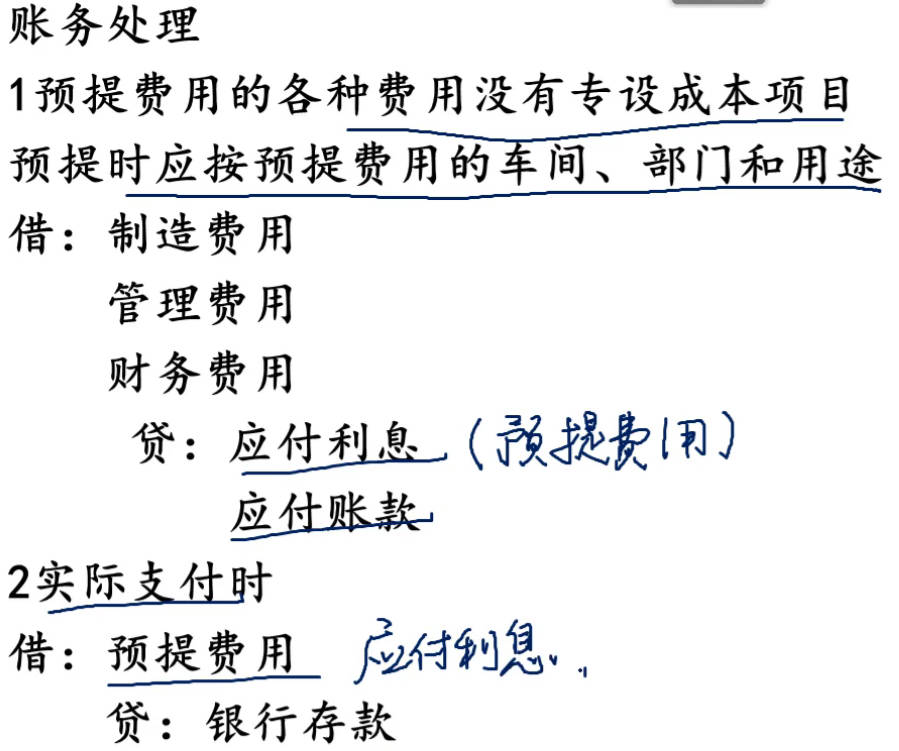 账务处理
1预提费用的各种费用没有专设成本项目
预提时应按预提费用的车间、部门和用途
借：制造费用
管理费用
财务费用
贷：应付利息（预提费用）
应付账款
2实际支付时
借：预提费用 应付利息..
贷：银行存款